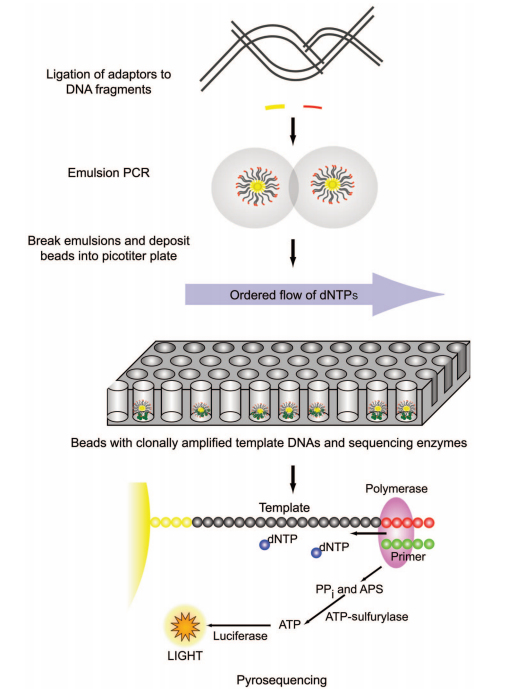 Ligation of adaptors to
DNA fragments
Emulsion PCR
Break emulsions and deposit
beads into picotiter plate
Ordered flow of dNTPs
Beads with clonally amplified template DNAs and sequencing enzymes
Polymerase
Template
dNTP
dNTP
Primer
PPi and APS
ATP-sulfurylase
ATP
Luciferase
LIGHT
Pyrosequencing